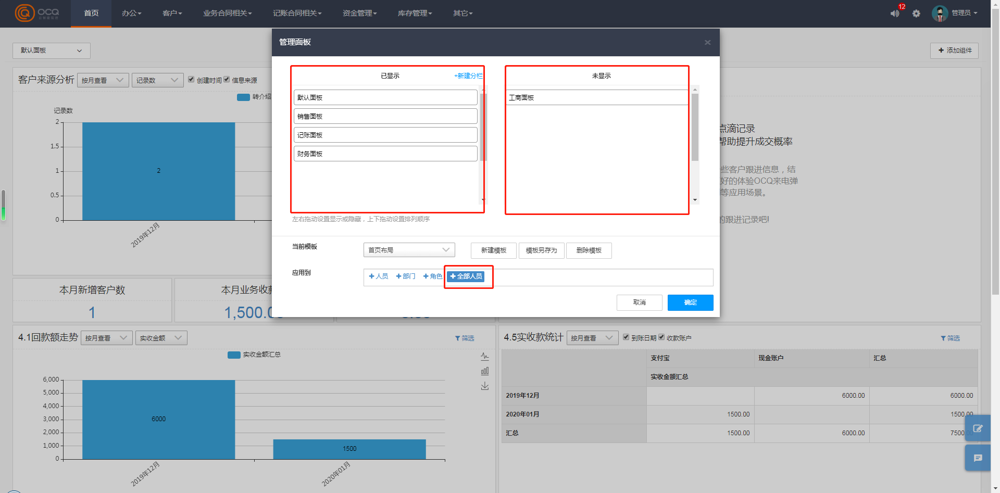 OCQ
首页
办公
客户
业务合同相关
记账合同相关
资金管理
库存管理
其它
12
管理员
默认面板
添加组件
管理面板
已显示
+新建分栏
默认面板
销售面板
记账面板
财务面板
未显示
工商面板
左右拖动设置显示或隐藏，上下拖动设置排列顺序
当前模板
首页布局
新建模板
模板另存为
删除模板
应用到
人员
部门
角色
全部人员
取消
确定
客户来源分析
按月查看
记录数
创建时间
信息来源
转介绍
记录数
2
1.5
1
0.5
0
2
2019年12月
点滴记录
帮助提升成交概率
些客户跟进信息，结
好的体验OCQ来电弹
等应用场景。
的跟进记录吧!
本月新增客户数
1
本月业务收款
1,500.0
4.1回款额走势
按月查看
实收金额
筛选
实收金额汇总
6,000
5,000
4,000
3,000
2,000
1,000
0
6000
1500
2019年12月
2020年01月
4.5实收款统计
按月查看
到账日期
收款账户
筛选
支付宝 现金账户 汇总
实收金额汇总
2019年12月 6000.00 6000.00
2020年01月 1500.00 1500.00
汇总 1500.00 6000.00 7500.